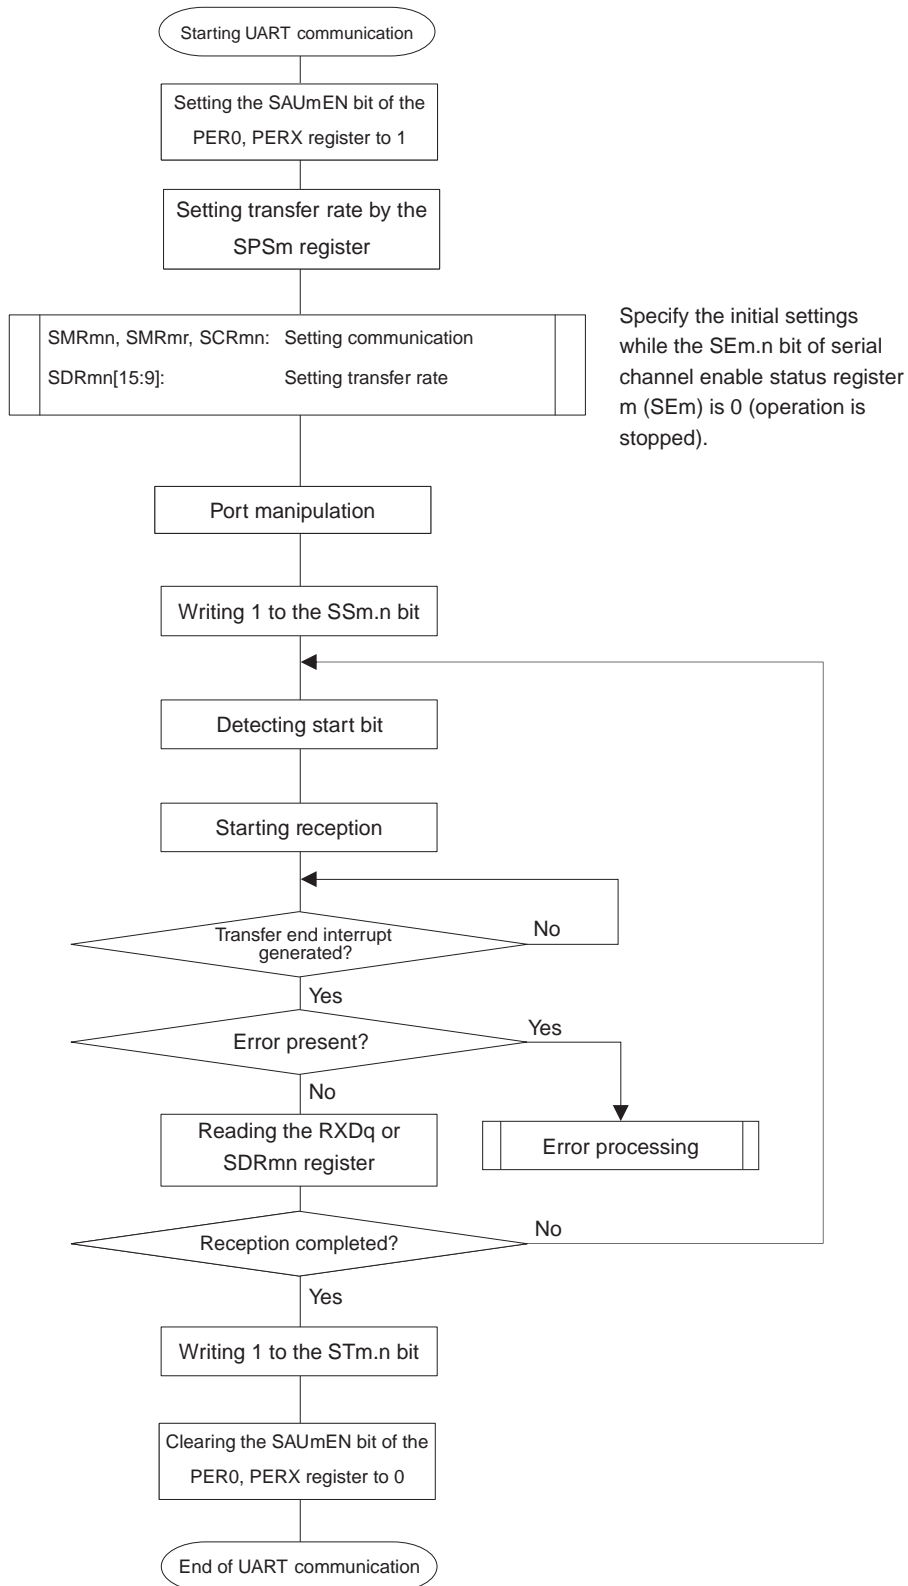 Starting UART communication
Setting the SAUmEN bit of the
PER0, PERX register to 1
Setting transfer rate by the
SPSm register
SMRmn, SMRmr, SCRmn: Setting communication
SDRmn[15:9]: Setting transfer rate
Specify the initial settings
while the SEm.n bit of serial
channel enable status register
m (SEm) is 0 (operation is
stopped).
Port manipulation
Writing 1 to the SSm.n bit
Detecting start bit
Starting reception
Transfer end interrupt
generated?
No
Yes
Error present?
Yes
No
Reading the RXDq or
SDRmn register
Error processing
Reception completed?
No
Yes
Writing 1 to the STm.n bit
Clearing the SAUmEN bit of the
PER0, PERX register to 0
End of UART communication